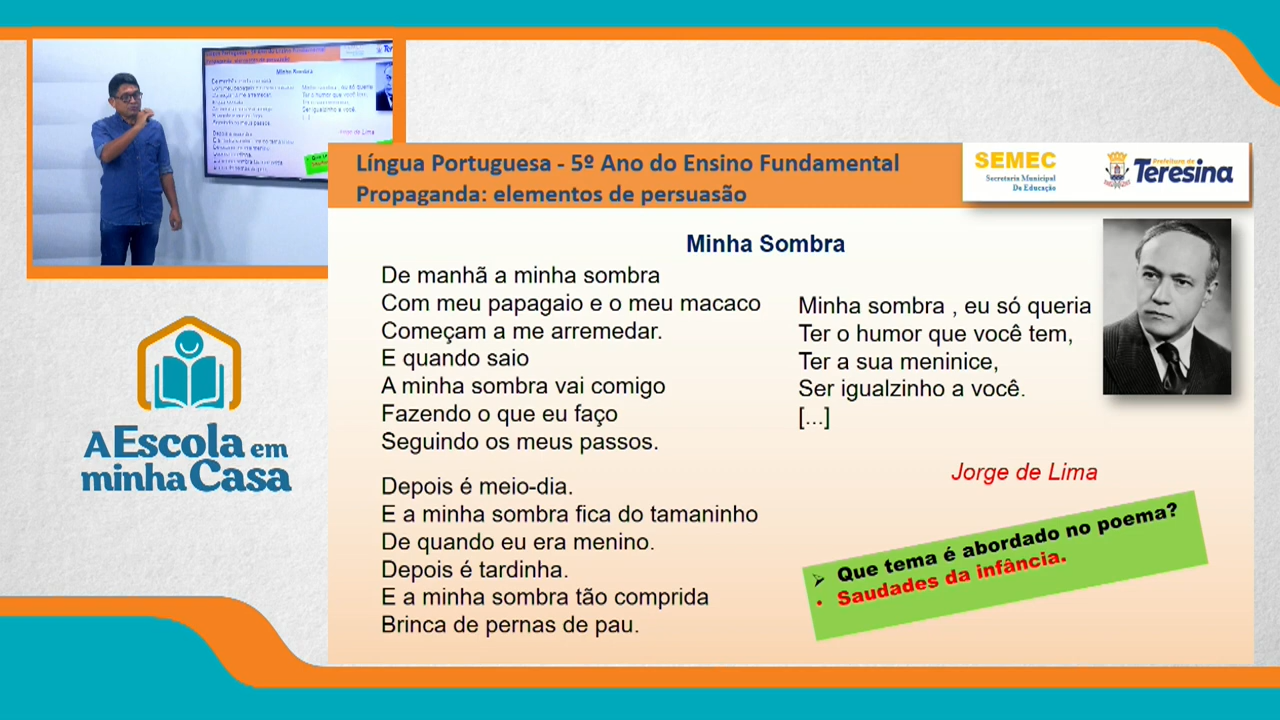 Língua Portuguesa - 5º Ano do Ensino Fundamental
Propaganda: elementos de persuasão
SEMEC
Secretaria Municipal
De Educação
Prefeitura de
Teresina
Minha Sombra
De manhã a minha sombra
Com meu papagaio e o meu macaco
Começam a me arremedar.
E quando saio
A minha sombra vai comigo
Fazendo o que eu faço
Seguindo os meus passos.
Depois é meio-dia.
E a minha sombra fica do tamaninho
De quando eu era menino.
Depois é tardinha.
E a minha sombra tão comprida
Brinca de pernas de pau.
Minha sombra , eu só queria
Ter o humor que você tem,
Ter a sua meninice,
Ser igualzinho a você.
[...]
Jorge de Lima
Que tema é abordado no poema?
Saudades da infância.
A Escola em
minha Casa